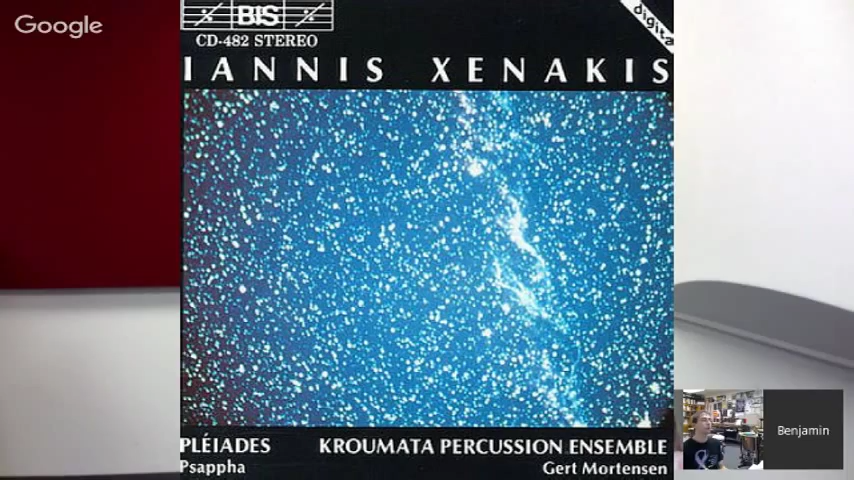 Google
BIS
CD-482 STEREO
digital
IANNIS XENAKIS
PLÉIADES KROUMATA PERCUSSION ENSEMBLE
Psappha Gert Mortensen
Benjamin